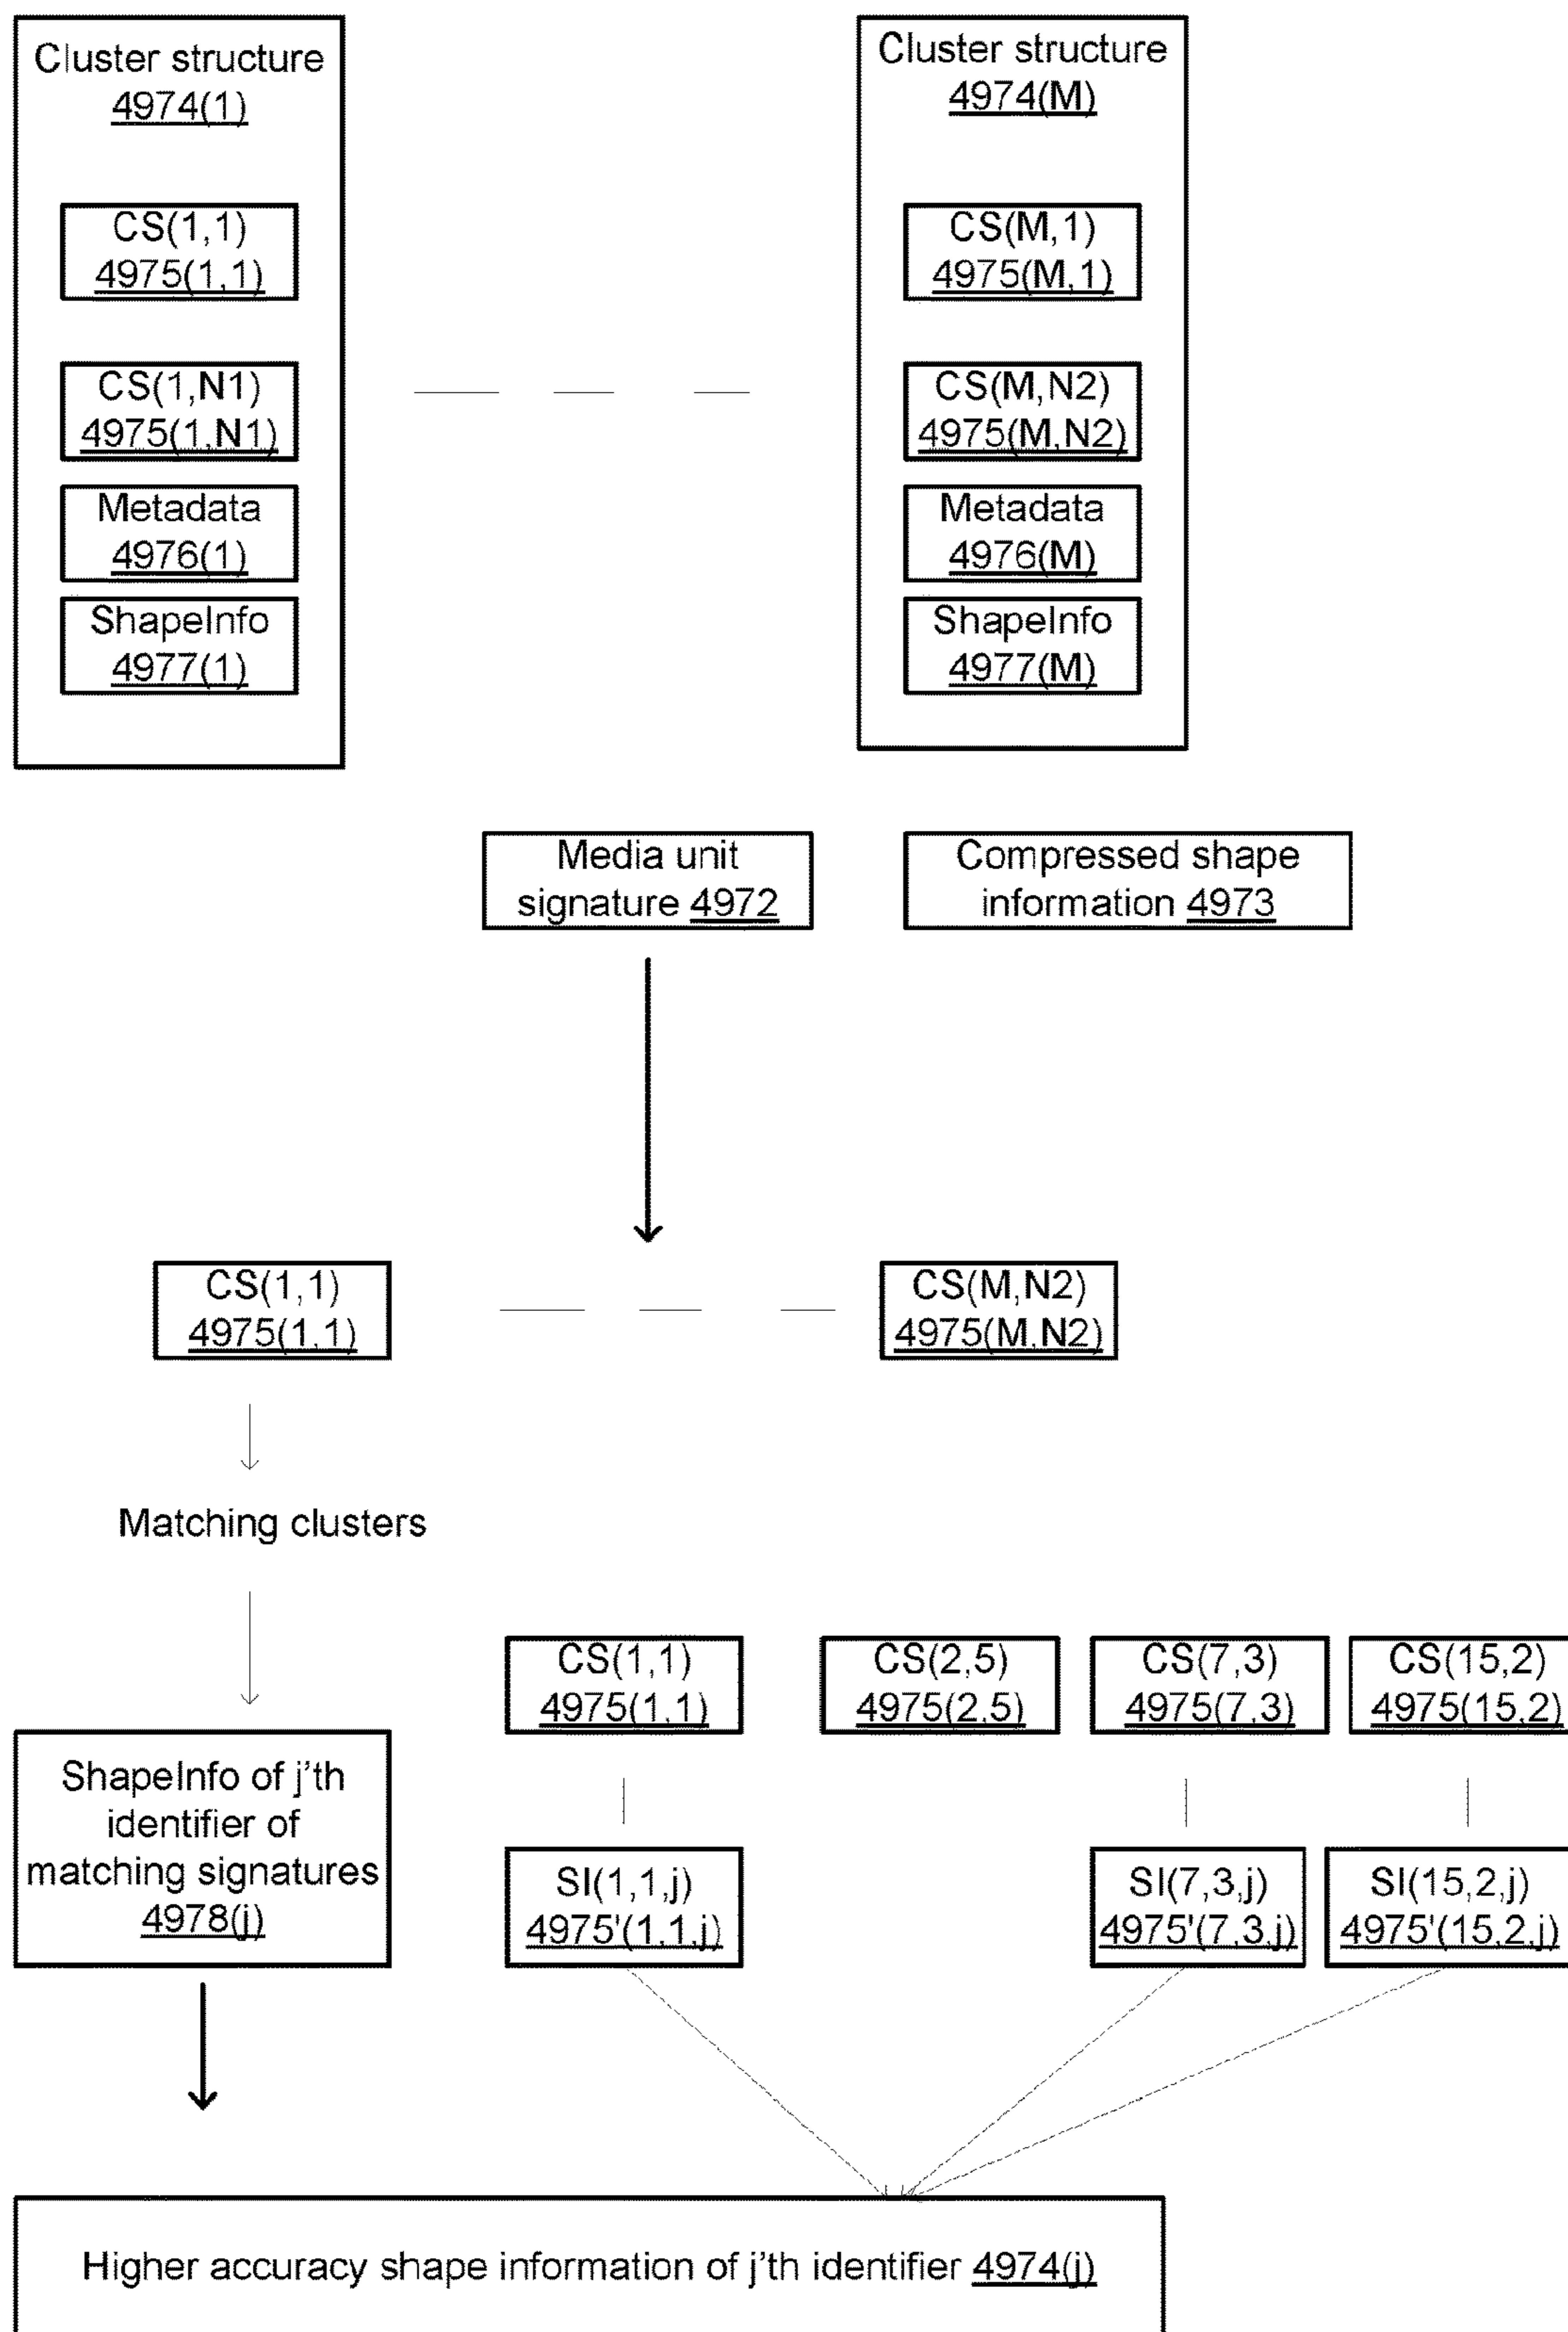 Cluster structure
4974(1)
CS(1,1)
4975(1,1)
CS(1,N1)
4975(1,N1)
Metadata
4976(1)
ShapeInfo
4977(1)
Cluster structure
4974(M)
CS(M,1)
4975(M,1)
CS(M,N2)
4975(M,N2)
Metadata
4976(M)
ShapeInfo
4977(M)
Media unit
signature 4972
Compressed shape
information 4973
CS(1,1)
4975(1,1)
CS(M,N2)
4975(M,N2)
Matching clusters
CS(1,1)
4975(1,1)
CS(2,5)
4975(2,5)
CS(7,3)
4975(7,3)
CS(15,2)
4975(15,2)
ShapeInfo of j'th
identifier of
matching signatures
4978(j)
SI(1,1,j)
4975'(1,1,j)
SI(7,3,j)
4975'(7,3,j)
SI(15,2,j)
4975'(15,2,j)
Higher accuracy shape information of j'th identifier 4974(j)